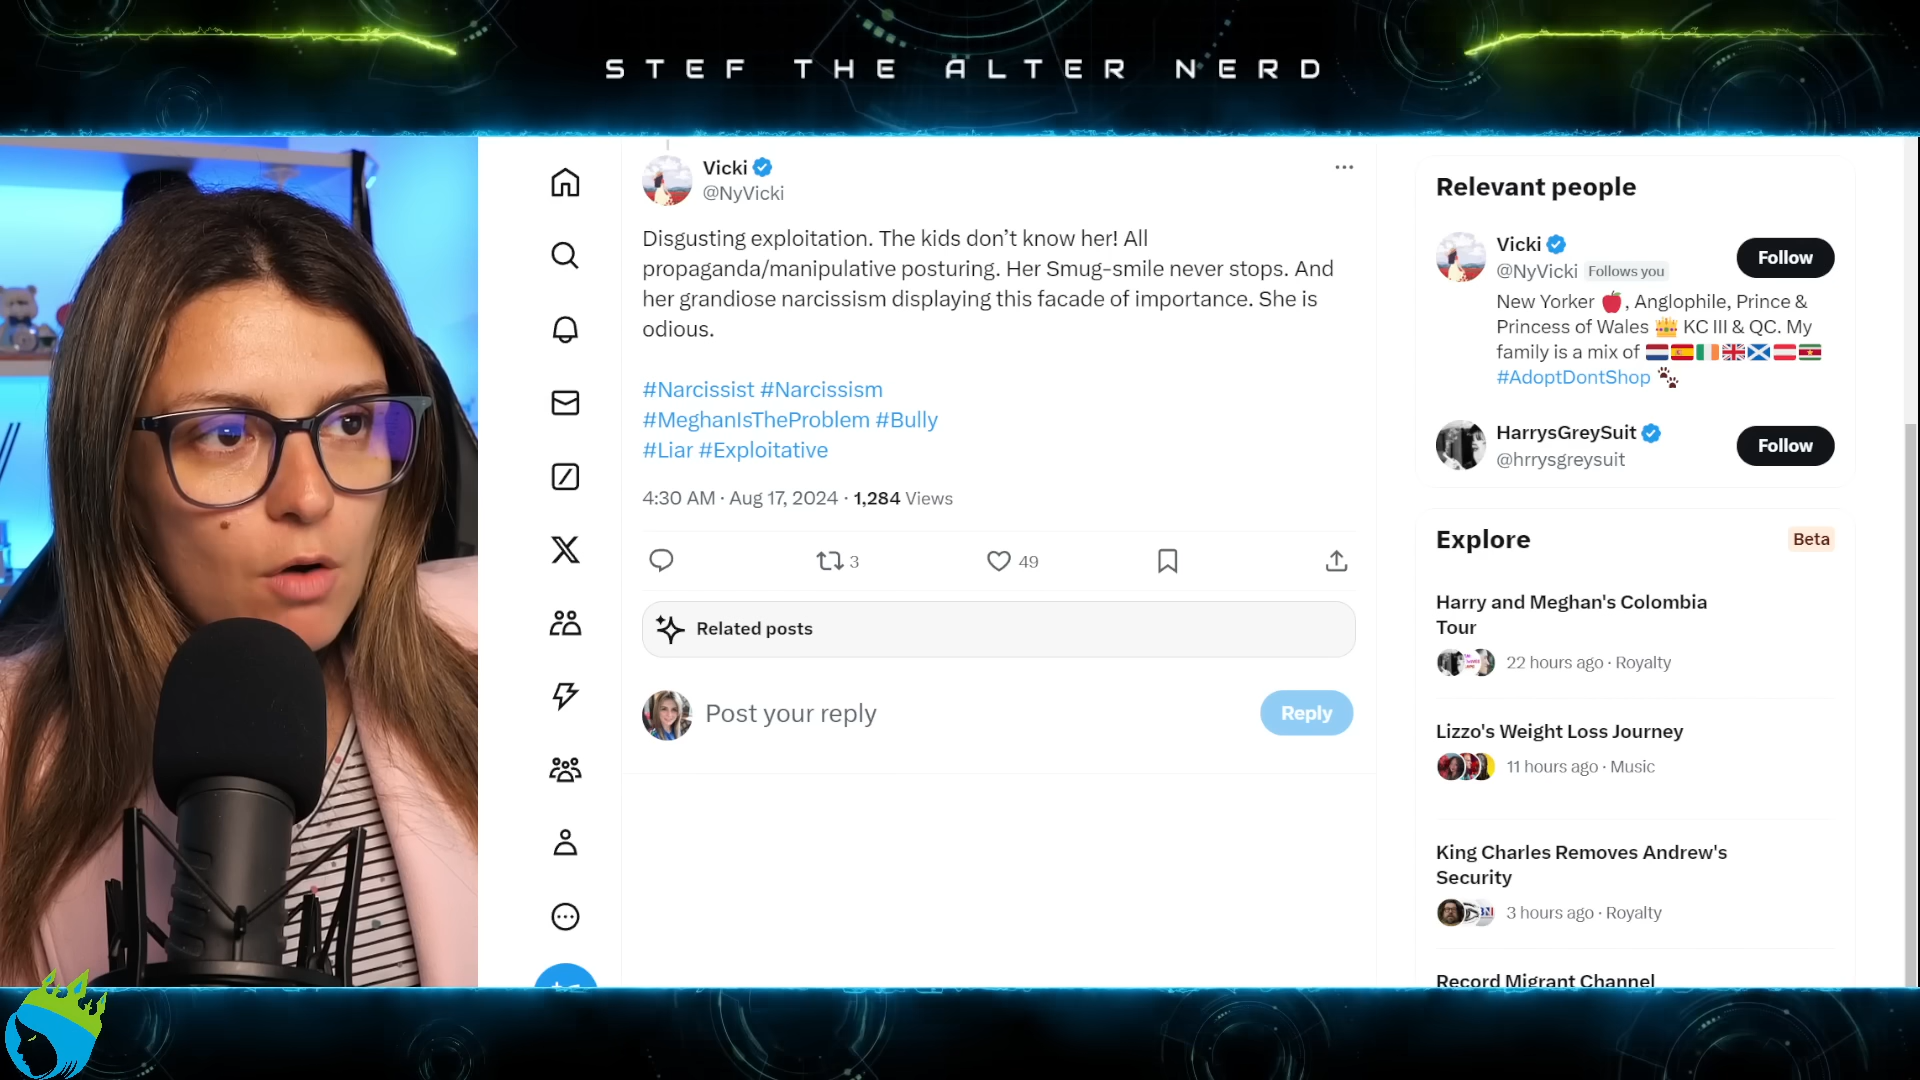 STEF THE ALTER NERD
Vicki
@NyVicki
Disgusting exploitation. The kids don’t know her! All
propaganda/manipulative posturing. Her Smug-smile never stops. And
her grandiose narcissism displaying this facade of importance. She is
odious.
#Narcissist #Narcissism
#MeghanIsTheProblem #Bully
#Liar #Exploitative
4:30 AM · Aug 17, 2024 · 1,284 Views
3
49
Related posts
Post your reply
Reply
Relevant people
Vicki
@NyVicki Follows you
Follow
New Yorker 🍎, Anglophile, Prince &
Princess of Wales 👑 KC III & QC. My
family is a mix of 🇳🇱🇪🇸🇮🇪🇬🇧🏴󠁧󠁢󠁳󠁣󠁴󠁿🇦🇹🇸🇷
#AdoptDontShop 🐾
HarrysGreySuit
@hrrysgreysuit
Follow
Explore
Beta
Harry and Meghan's Colombia
Tour
22 hours ago · Royalty
Lizzo's Weight Loss Journey
11 hours ago · Music
King Charles Removes Andrew's
Security
3 hours ago · Royalty
Record Migrant Channel